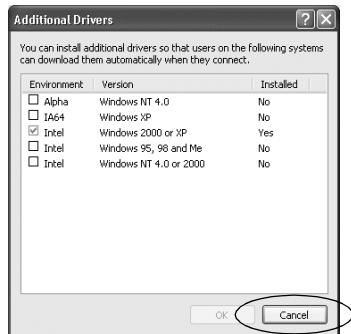 Additional Drivers
You can install additional drivers so that users on the following systems
can download them automatically when they connect.
Environment Version Installed
Alpha Windows NT 4.0 No
IA64 Windows XP No
Intel Windows 2000 or XP Yes
Intel Windows 95, 98 and Me No
Intel Windows NT 4.0 or 2000 No
OK Cancel